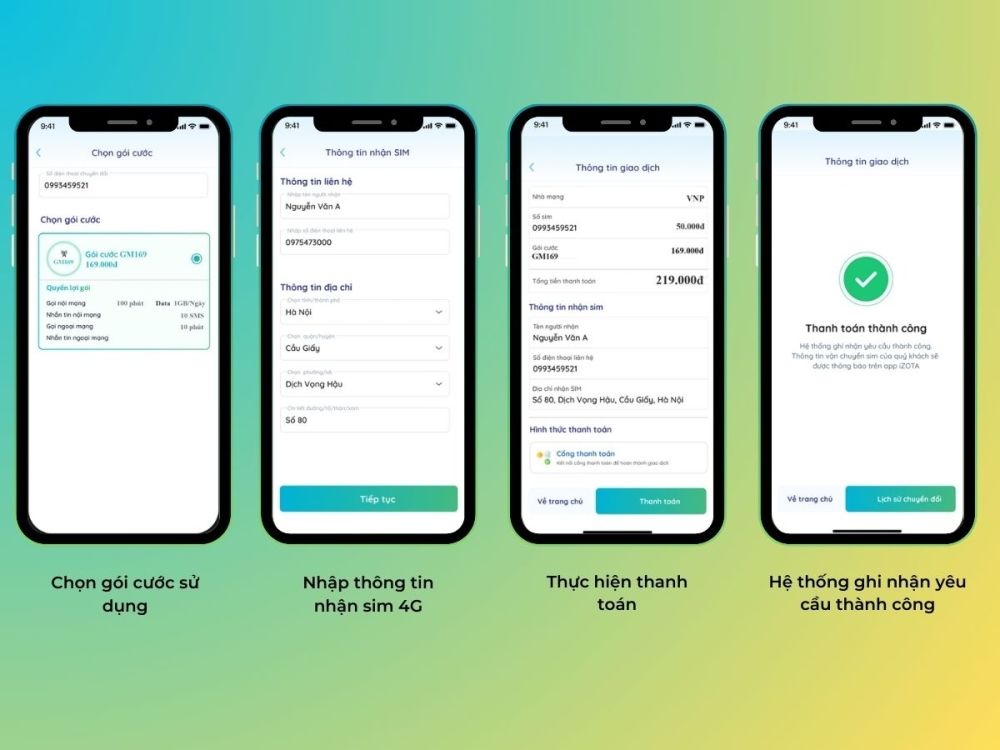 9:41
Chọn gói cước
Số điện thoại chuyển đổi
0993459521
Chọn gói cước
GM169
Gói cước GM169
169.000đ
Quyền lợi gói
Gọi nội mạng 100 phút Data 1GB/Ngày
Nhắn tin nội mạng 10 SMS
Gọi ngoại mạng 10 phút
Nhắn tin ngoại mạng
Chọn gói cước sử
dụng
9:41
Thông tin nhận SIM
Thông tin liên hệ
Nhập tên người nhận
Nguyễn Văn A
Nhập số điện thoại liên hệ
0975473000
Thông tin địa chỉ
Chọn tỉnh/thành phố
Hà Nội
Chọn quận/huyện
Cầu Giấy
Chọn phường/xã
Dịch Vọng Hậu
Chi tiết đường/tổ/thôn/xóm
Số 80
Tiếp tục
Nhập thông tin
nhận sim 4G
9:41
Thông tin giao dịch
Nhà mạng VNP
Số sim
0993459521 50.000đ
Gói cước
GM169 169.000đ
Tổng tiền thanh toán 219.000đ
Thông tin nhận sim
Tên người nhận
Nguyễn Văn A
Số điện thoại liên hệ
0993459521
Địa chỉ nhận SIM
Số 80, Dịch Vọng Hậu, Cầu Giấy, Hà Nội
Hình thức thanh toán
Cổng thanh toán
Kết nối cổng thanh toán để hoàn thành giao dịch
Về trang chủ Thanh toán
Thực hiện thanh
toán
9:41
Thông tin giao dịch
Thanh toán thành công
Hệ thống ghi nhận yêu cầu thành công.
Thông tin vận chuyển sim của quý khách sẽ
được thông báo trên app iZOTA
Về trang chủ Lịch sử chuyển đổi
Hệ thống ghi nhận yêu
cầu thành công